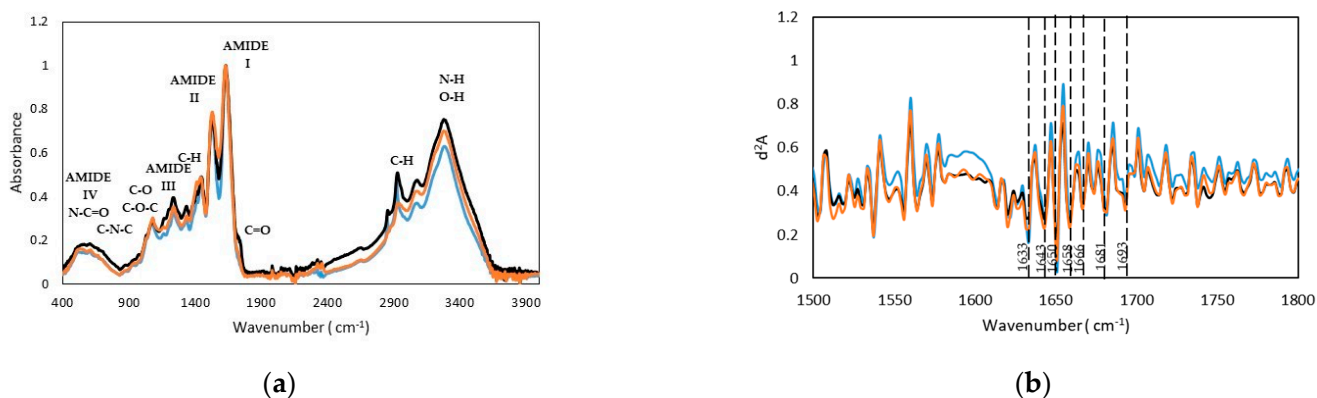 1.2
1
0.8
0.6
0.4
0.2
0
Absorbance
AMIDE
I
AMIDE
II
N-H
O-H
C-H
C-H
AMIDE
III
AMIDE
IV
N-C=O
C-O
C-O-C
C-N-C
C=O
400 900 1400 1900 2400 2900 3400 3900
Wavenumber ( cm-1)
(a)
1.2
1
0.8
0.6
0.4
0.2
0
d²A
1633
1643
1650
1658
1666
1681
1693
1500 1550 1600 1650 1700 1750 1800
Wavenumber ( cm-1)
(b)